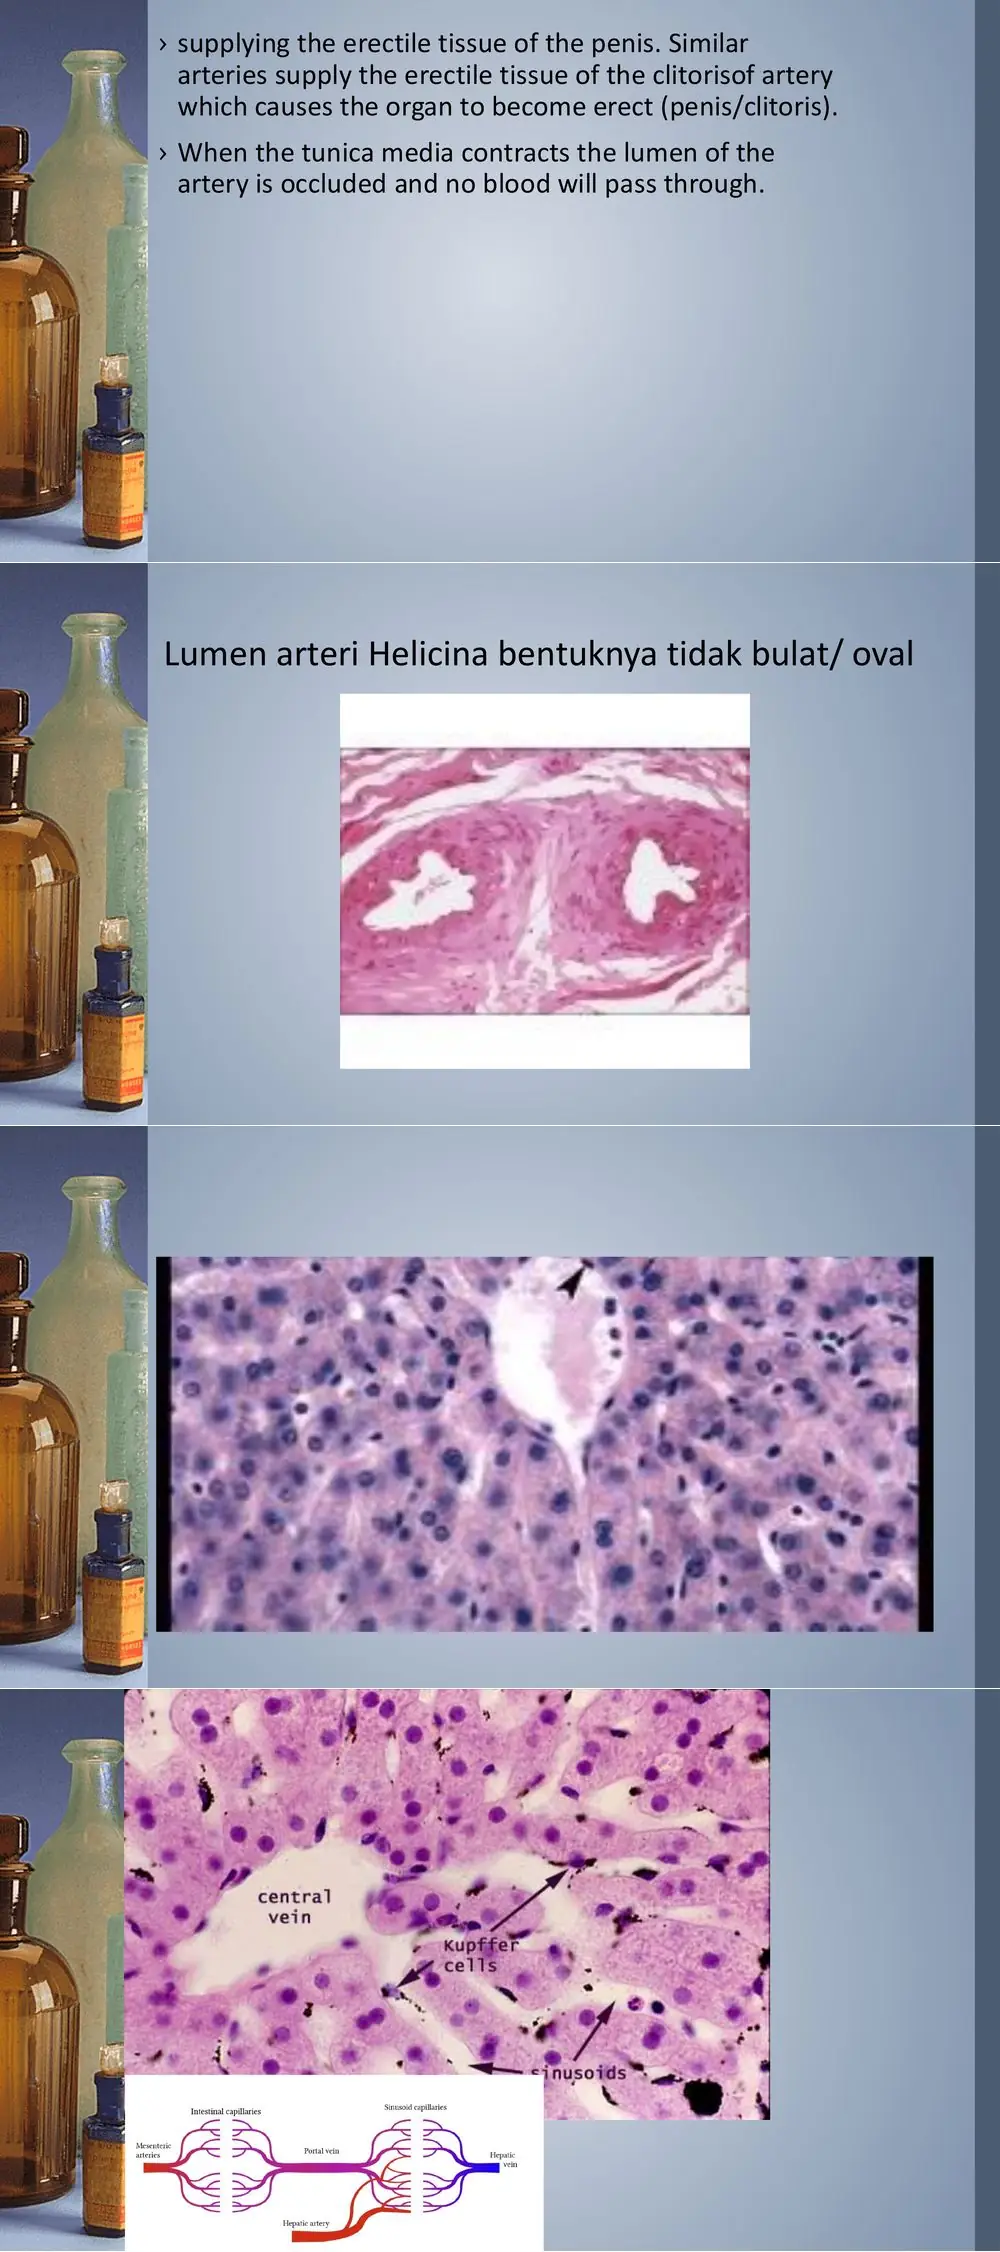 › supplying the erectile tissue of the penis. Similar
arteries supply the erectile tissue of the clitorisof artery
which causes the organ to become erect (penis/clitoris).
› When the tunica media contracts the lumen of the
artery is occluded and no blood will pass through.
Lumen arteri Helicina bentuknya tidak bulat/ oval
central
vein
Kupffer
cells
sinusoids
Intestinal capillaries
Sinusoid capillaries
Mesenteric
arteries
Portal vein
Hepatic
vein
Hepatic artery